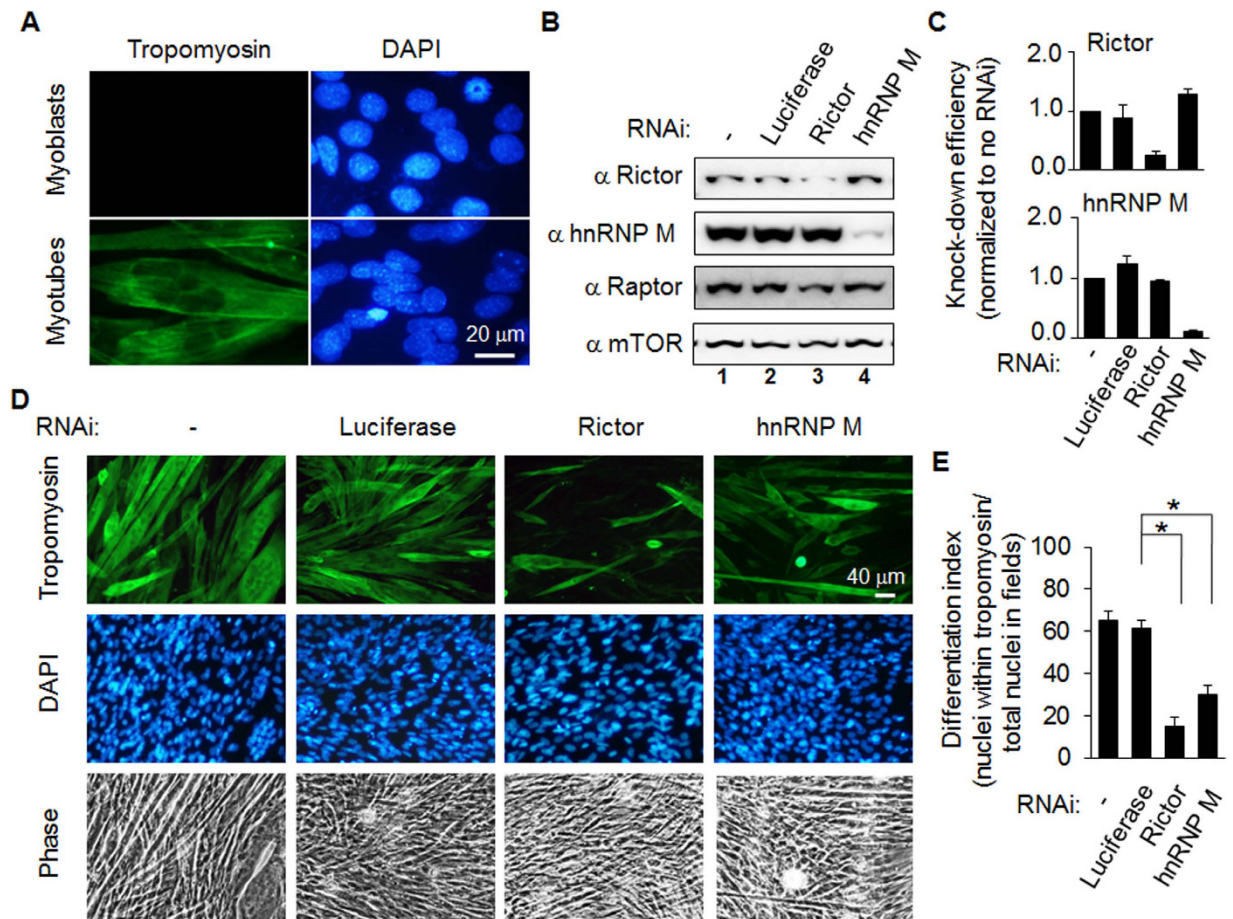 A
Tropomyosin DAPI
Myoblasts
Myotubes
20 μm
B
RNAi: - Luciferase Rictor hnRNP M
α Rictor
α hnRNP M
α Raptor
α mTOR
1 2 3 4
C
Knock-down efficiency
(normalized to no RNAi)
Rictor
2.0
1.0
0.0
hnRNP M
2.0
1.0
0.0
RNAi: - Luciferase Rictor hnRNP M
D
RNAi: - Luciferase Rictor hnRNP M
Tropomyosin
40 μm
DAPI
Phase
E
Differentiation index
(nuclei within tropomyosin/
total nuclei in fields)
* *
100
80
60
40
20
0
RNAi: - Luciferase Rictor hnRNP M